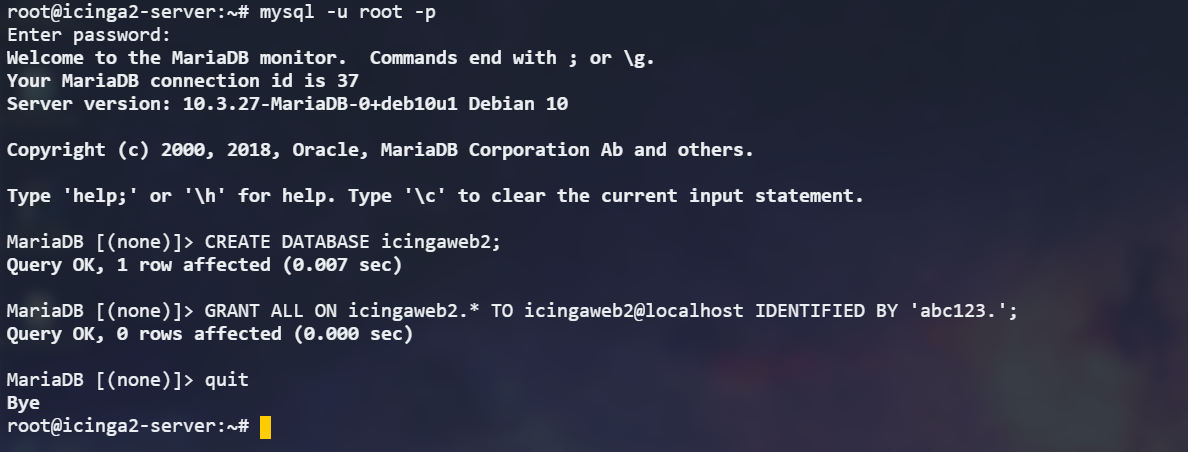 root@icinga2-server:~# mysql -u root -p
Enter password:
Welcome to the MariaDB monitor.  Commands end with ; or \g.
Your MariaDB connection id is 37
Server version: 10.3.27-MariaDB-0+deb10u1 Debian 10
Copyright (c) 2000, 2018, Oracle, MariaDB Corporation Ab and others.
Type 'help;' or '\h' for help. Type '\c' to clear the current input statement.
MariaDB [(none)]> CREATE DATABASE icingaweb2;
Query OK, 1 row affected (0.007 sec)
MariaDB [(none)]> GRANT ALL ON icingaweb2.* TO icingaweb2@localhost IDENTIFIED BY 'abc123.';
Query OK, 0 rows affected (0.000 sec)
MariaDB [(none)]> quit
Bye
root@icinga2-server:~#